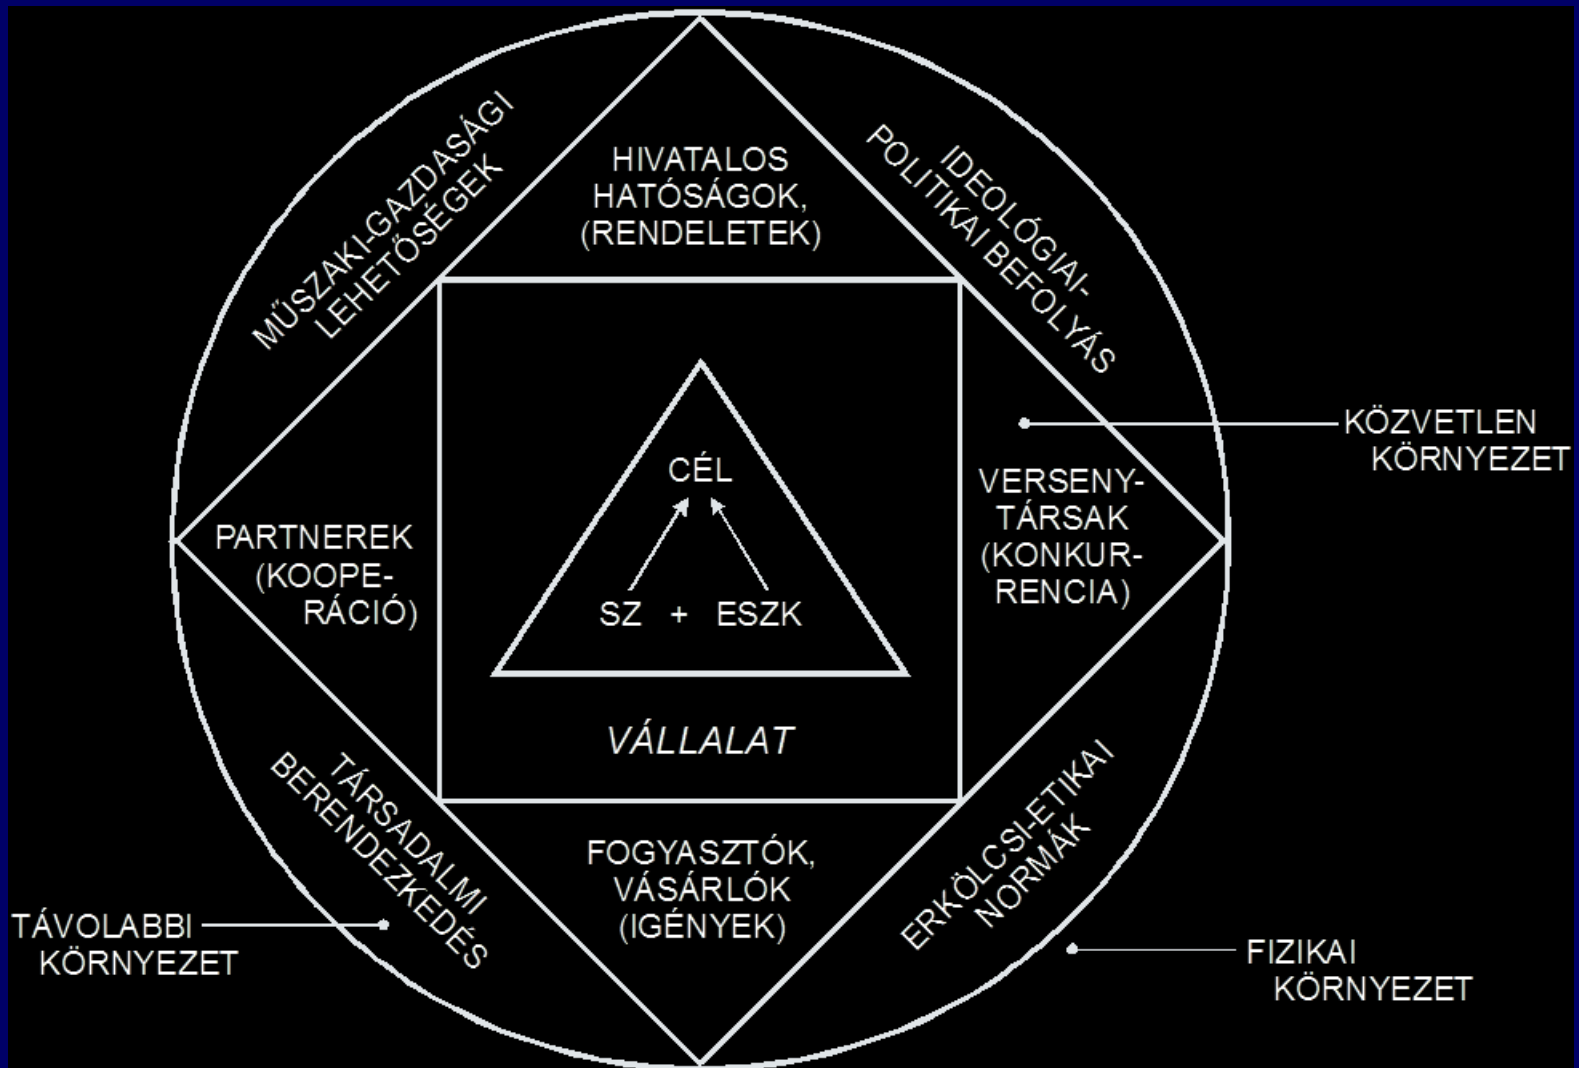 MŰSZAKI-GAZDASÁGI
LEHETŐSÉGEK
HIVATALOS
HATÓSÁGOK,
(RENDELETEK)
IDEOLÓGIAI-
POLITIKAI BEFOLYÁS
KÖZVETLEN
KÖRNYEZET
PARTNEREK
(KOOPE-
RÁCIÓ)
CÉL
SZ + ESZK
VÁLLALAT
VERSENY-
TÁRSAK
(KONKUR-
RENCIA)
TÁRSADALMI
BERENDEZKEDÉS
FOGYASZTÓK,
VÁSÁRLÓK
(IGÉNYEK)
ERKÖLCSI-ETIKAI
NORMÁK
TÁVOLABBI
KÖRNYEZET
FIZIKAI
KÖRNYEZET